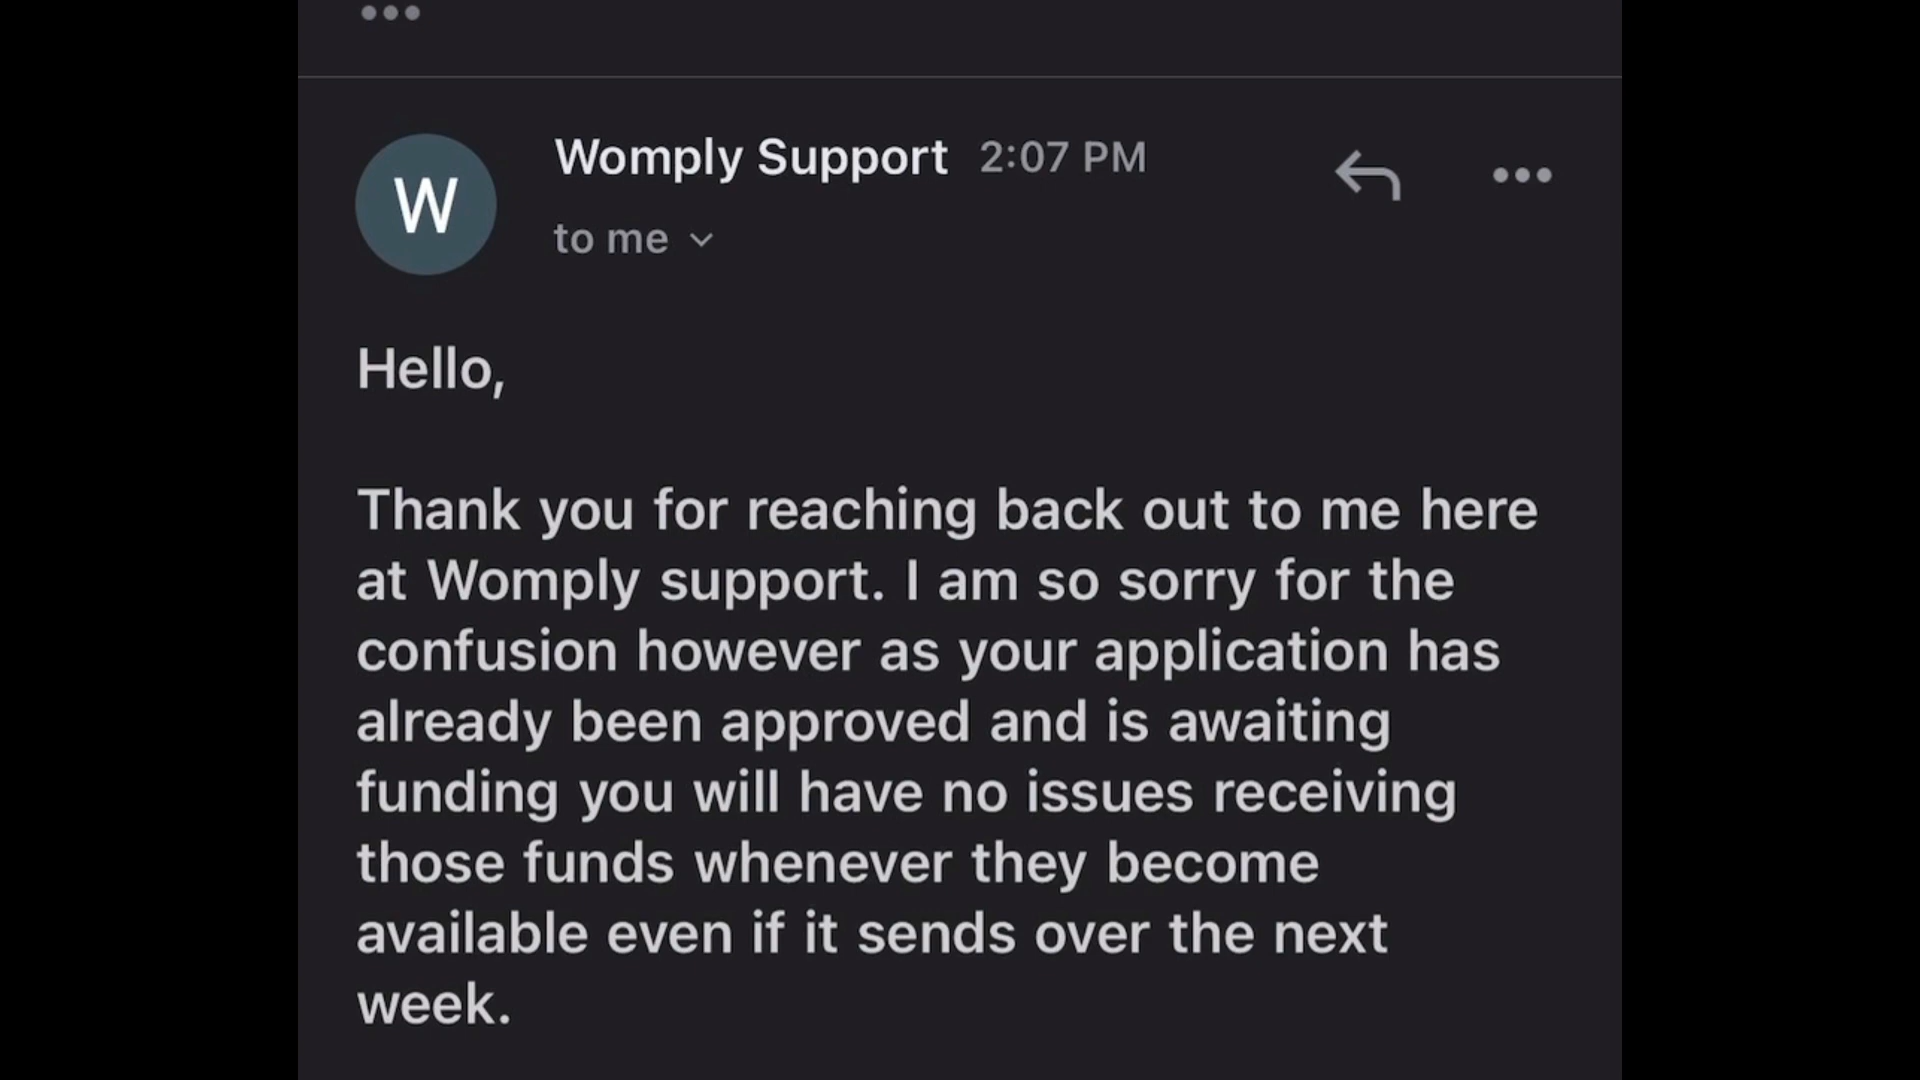 W
Womply Support 2:07 PM
to me
Hello,
Thank you for reaching back out to me here
at Womply support. I am so sorry for the
confusion however as your application has
already been approved and is awaiting
funding you will have no issues receiving
those funds whenever they become
available even if it sends over the next
week.